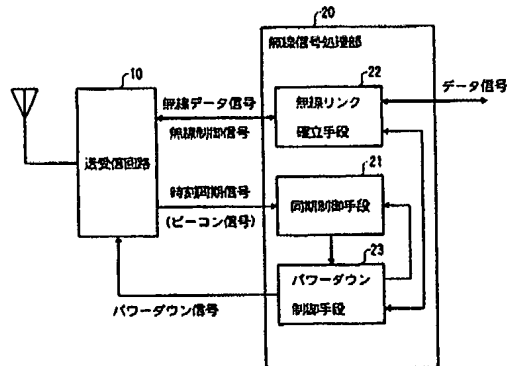 20
無線信号処理部
10
22
無線データ信号
無線制御信号
無線リンク
確立手段
データ信号
送受信回路
21
時刻同期信号
(ビーコン信号)
同期制御手段
23
パワーダウン
制御手段
パワーダウン信号